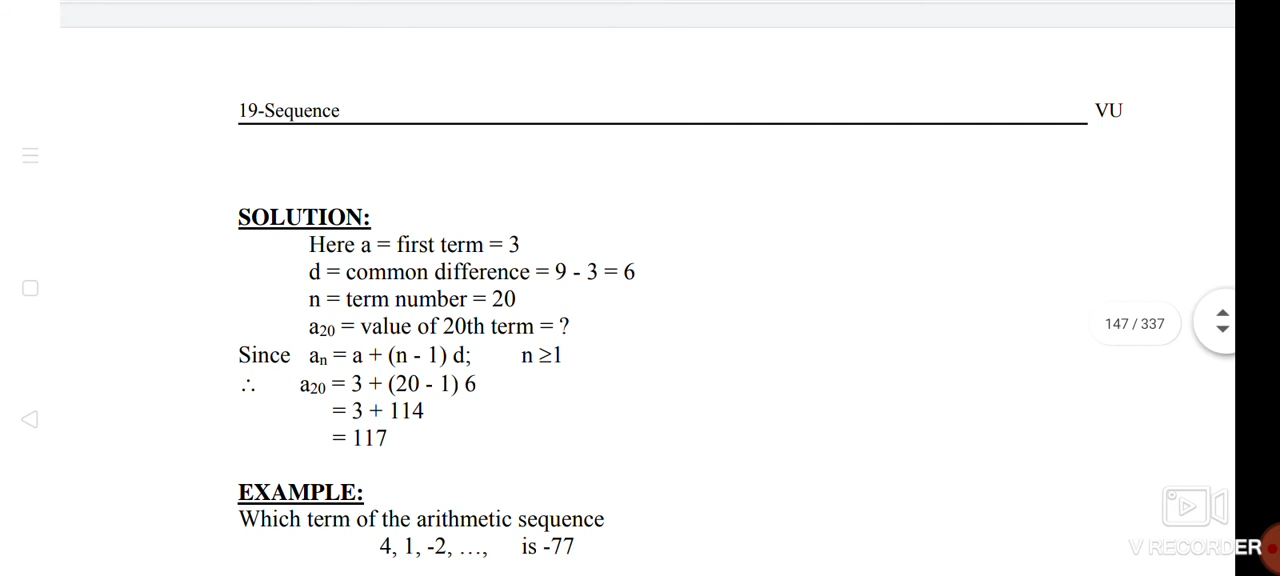 19-Sequence VU
SOLUTION:
Here a = first term = 3
d = common difference = 9 - 3 = 6
n = term number = 20
a20 = value of 20th term = ?
Since an = a + (n - 1) d; n ≥1
∴ a20 = 3 + (20 - 1) 6
= 3 + 114
= 117
147 / 337
EXAMPLE:
Which term of the arithmetic sequence
4, 1, -2, …, is -77
V RECORDER